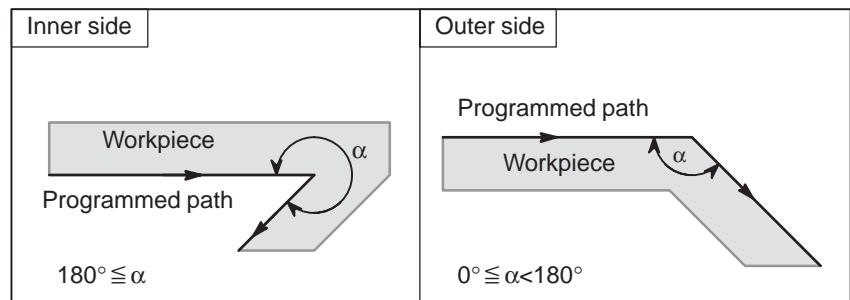 Inner side
Workpiece
α
Programmed path
180° ≦ α
Outer side
Programmed path
Workpiece
α
0° ≦ α<180°